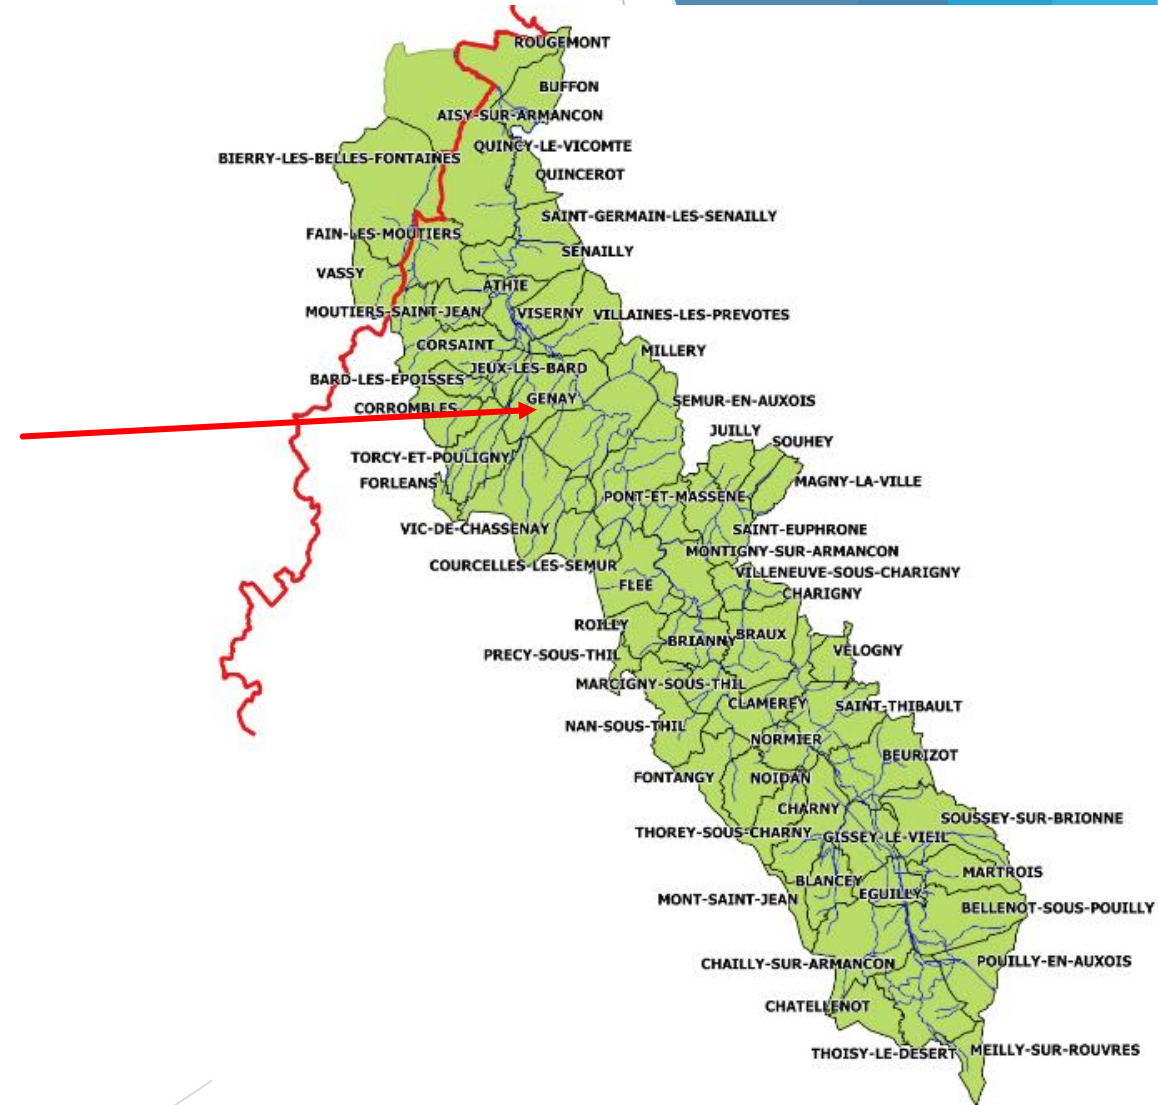 ROUGEMONT
BUFFON
AISY-SUR-ARMANCON
QUINCY-LE-VICOMTE
BIERRY-LES-BELLES-FONTAINES
QUINCEROT
SAINT-GERMAIN-LES-SENAILLY
FAIN-LES-MOUTIERS
SENAILLY
VASSY
ATHIE
MOUTIERS-SAINT-JEAN
VISERNY
VILLAINES-LES-PREVOTES
CORSAINT
MILLERY
JEUX-LES-BARD
BARD-LES-EPOISSES
GENAY
SEMUR-EN-AUXOIS
CORROMBLES
JUILLY
SOUHEY
TORCY-ET-POULIGNY
FORLEANS
MAGNY-LA-VILLE
PONT-ET-MASSENE
VIC-DE-CHASSENAY
SAINT-EUPHRONE
MONTIGNY-SUR-ARMANCON
COURCELLES-LES-SEMUR
VILLENEUVE-SOUS-CHARIGNY
FLEE
CHARIGNY
ROILLY
BRIANNY
BRAUX
PRECY-SOUS-THIL
VELOGNY
MARCIGNY-SOUS-THIL
CLAMEREY
SAINT-THIBAULT
NAN-SOUS-THIL
NORMIER
BEURIZOT
FONTANGY
NOIDAN
CHARNY
SOUSSEY-SUR-BRIONNE
THOREY-SOUS-CHARNY
GISSEY-LE-VIEIL
MARTROIS
BLANCEY
EGUILLY
MONT-SAINT-JEAN
BELLENOT-SOUS-POUILLY
CHAILLY-SUR-ARMANCON
POUILLY-EN-AUXOIS
CHATELLENOT
THOISY-LE-DESERT
MEILLY-SUR-ROUVRES